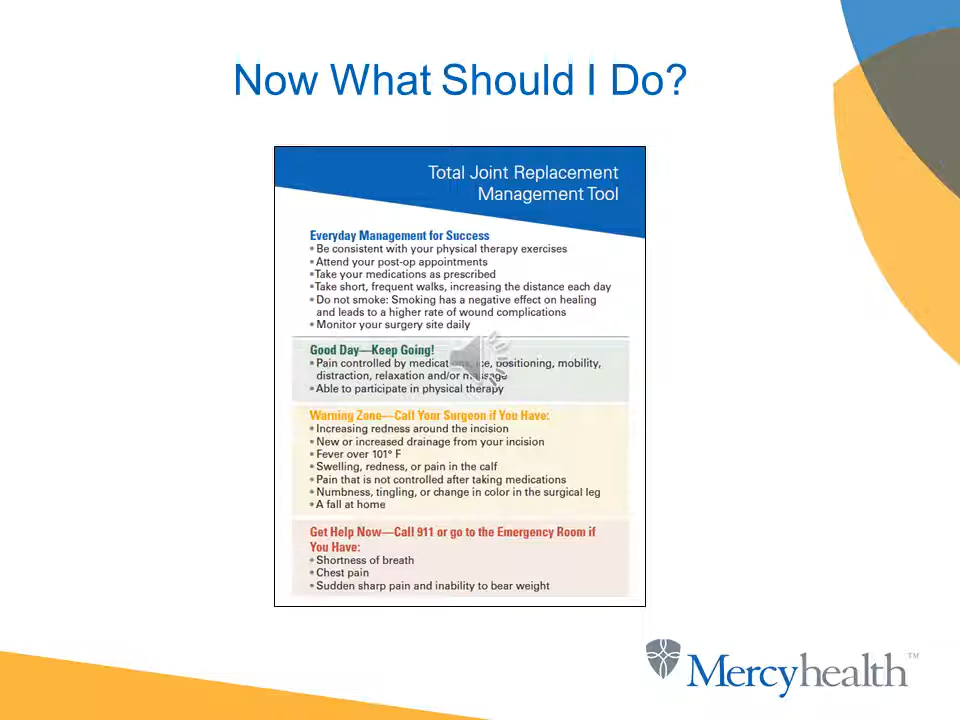 Now What Should I Do?
Total Joint Replacement
Management Tool
Everyday Management for Success
• Be consistent with your physical therapy exercises
• Attend your post-op appointments
• Take your medications as prescribed
• Take short, frequent walks, increasing the distance each day
• Do not smoke: Smoking has a negative effect on healing
and leads to a higher rate of wound complications
• Monitor your surgery site daily
Good Day—Keep Going!
• Pain controlled by medications, ice, positioning, mobility,
distraction, relaxation and/or massage
• Able to participate in physical therapy
Warning Zone—Call Your Surgeon if You Have:
• Increasing redness around the incision
• New or increased drainage from your incision
• Fever over 101° F
• Swelling, redness, or pain in the calf
• Pain that is not controlled after taking medications
• Numbness, tingling, or change in color in the surgical leg
• A fall at home
Get Help Now—Call 911 or go to the Emergency Room if
You Have:
• Shortness of breath
• Chest pain
• Sudden sharp pain and inability to bear weight
Mercyhealth™